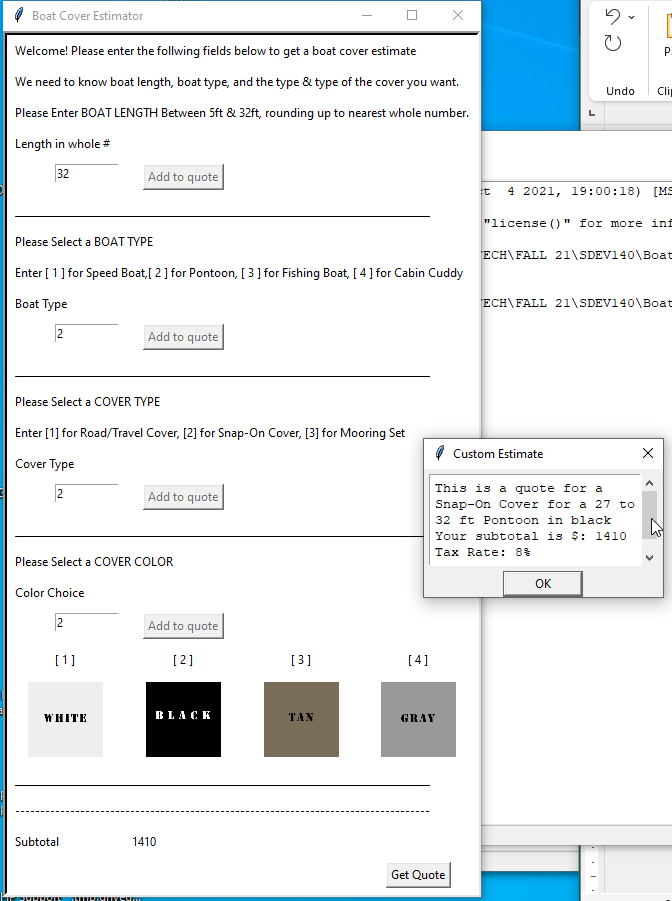 Boat Cover Estimator
Welcome! Please enter the follwing fields below to get a boat cover estimate
We need to know boat length, boat type, and the type & type of the cover you want.
Please Enter BOAT LENGTH Between 5ft & 32ft, rounding up to nearest whole number.
Length in whole #
32
Add to quote
Please Select a BOAT TYPE
Enter [ 1 ] for Speed Boat,[ 2 ] for Pontoon, [ 3 ] for Fishing Boat, [ 4 ] for Cabin Cuddy
Boat Type
2
Add to quote
Please Select a COVER TYPE
Enter [1] for Road/Travel Cover, [2] for Snap-On Cover, [3] for Mooring Set
Cover Type
2
Add to quote
Please Select a COVER COLOR
Color Choice
2
Add to quote
[ 1 ] [ 2 ] [ 3 ] [ 4 ]
WHITE BLACK TAN GRAY
--------------------------------------------------------------------------------
Subtotal 1410
Get Quote
Undo
4 2021, 19:00:18) [MS
"license()" for more inf
TECH\FALL 21\SDEV140\Boat
TECH\FALL 21\SDEV140\Boat
Custom Estimate
This is a quote for a
Snap-On Cover for a 27 to
32 ft Pontoon in black
Your subtotal is $: 1410
Tax Rate: 8%
OK